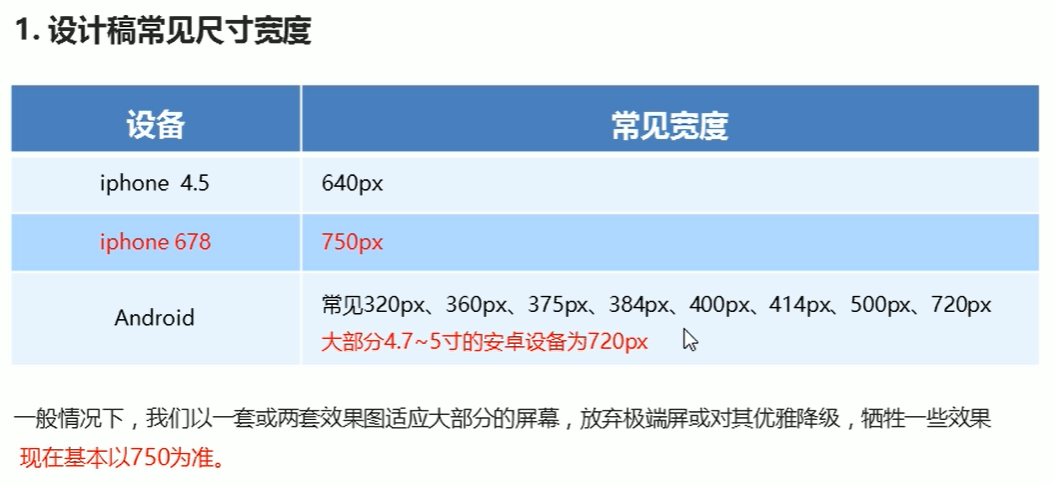 1. 设计稿常见尺寸宽度
设备
常见宽度
iphone 4.5
640px
iphone 678
750px
Android
常见320px、360px、375px、384px、400px、414px、500px、720px
大部分4.7~5寸的安卓设备为720px
一般情况下，我们以一套或两套效果图适应大部分的屏幕，放弃极端屏或对其优雅降级，牺牲一些效果
现在基本以750为准。